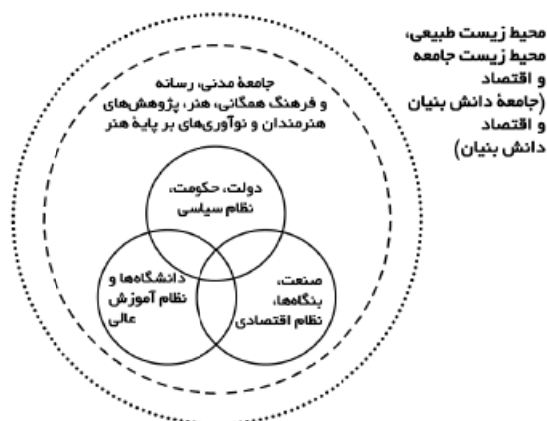 محیط زیست طبیعی،
محیط زیست جامعه
و اقتصاد
(جامعهٔ دانش بنیان
و اقتصاد
دانش بنیان)
جامعهٔ مدنی، رسانه
و فرهنگ همگانی، هنر، پژوهش‌های
هنرمندان و نوآوری‌های بر پایهٔ هنر
دولت، حکومت،
نظام سیاسی
صنعت،
بنگاه‌ها،
نظام اقتصادی
دانشگاه‌ها و
نظام آموزش
عالی